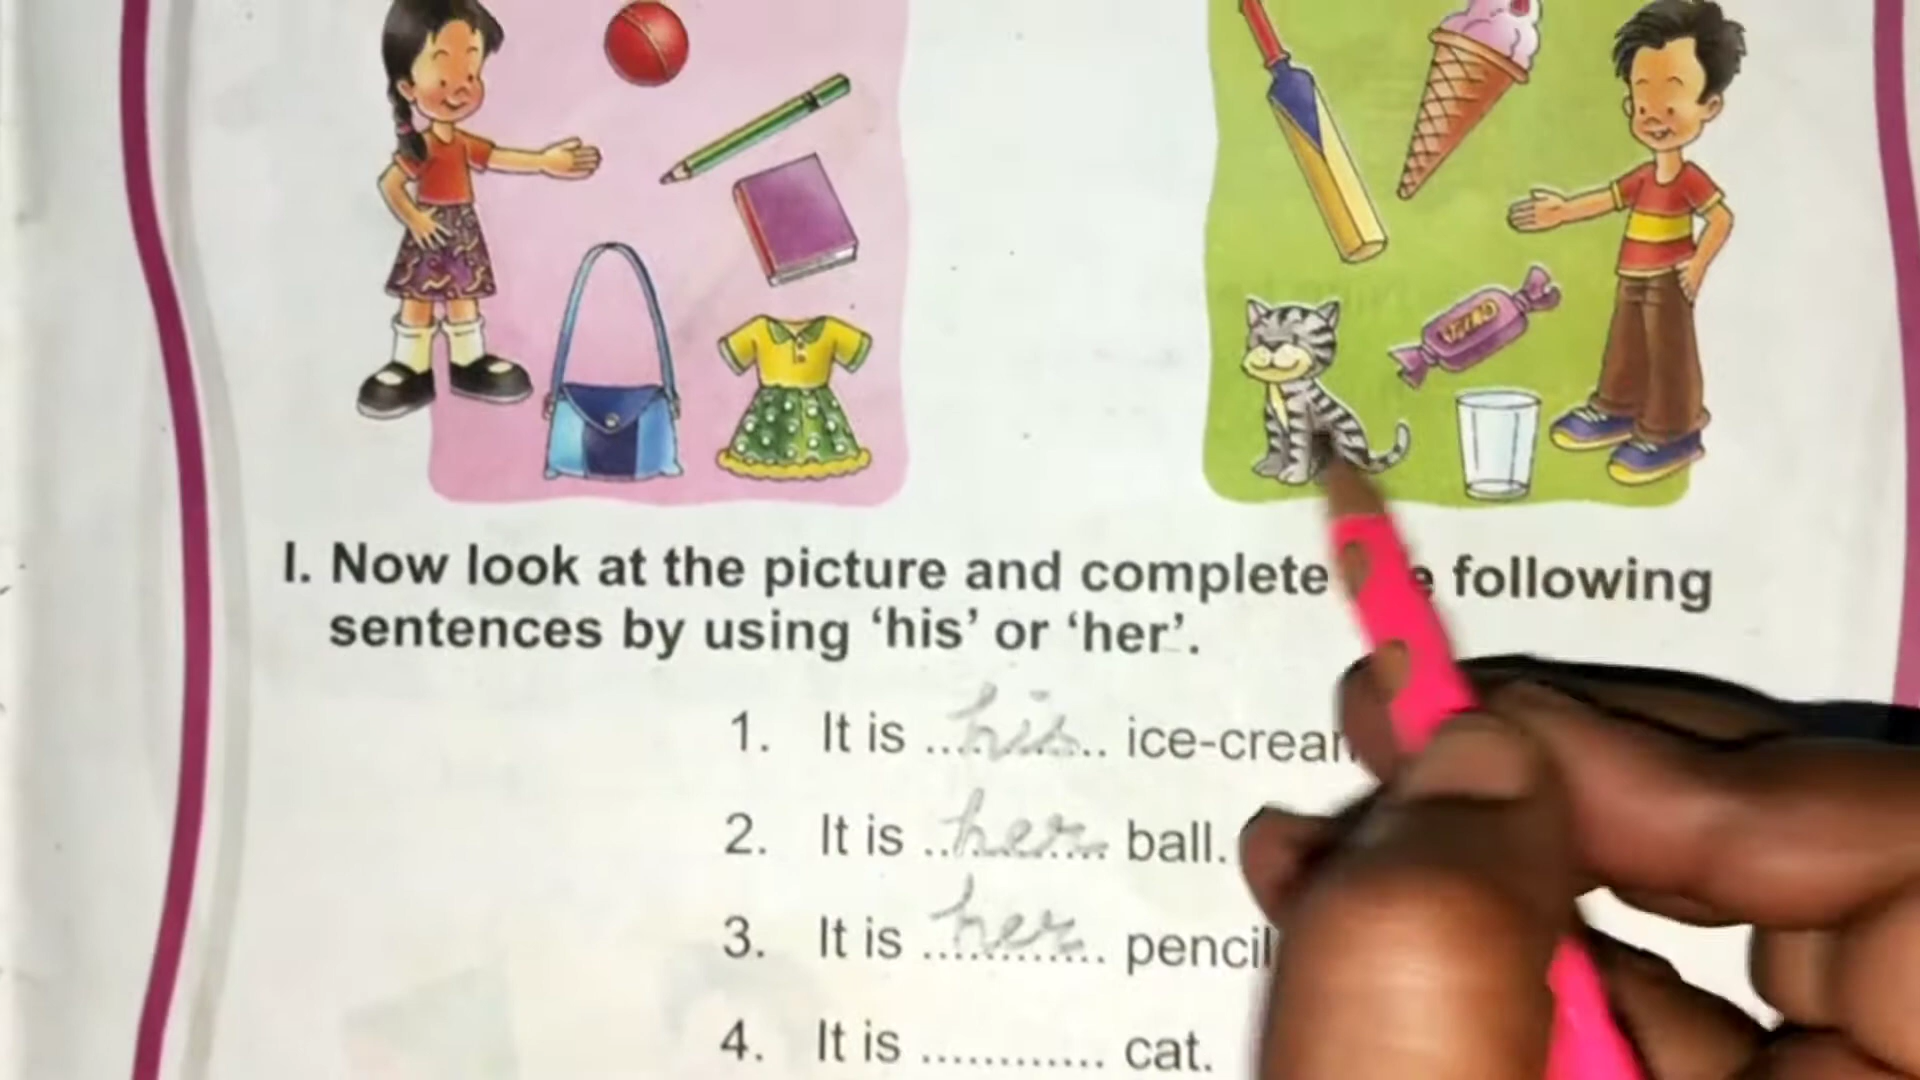 I. Now look at the picture and complete following
sentences by using ‘his’ or ‘her’.
1. It is ....his.... ice-cream
2. It is ....her.... ball.
3. It is ....her.... pencil
4. It is ............ cat.